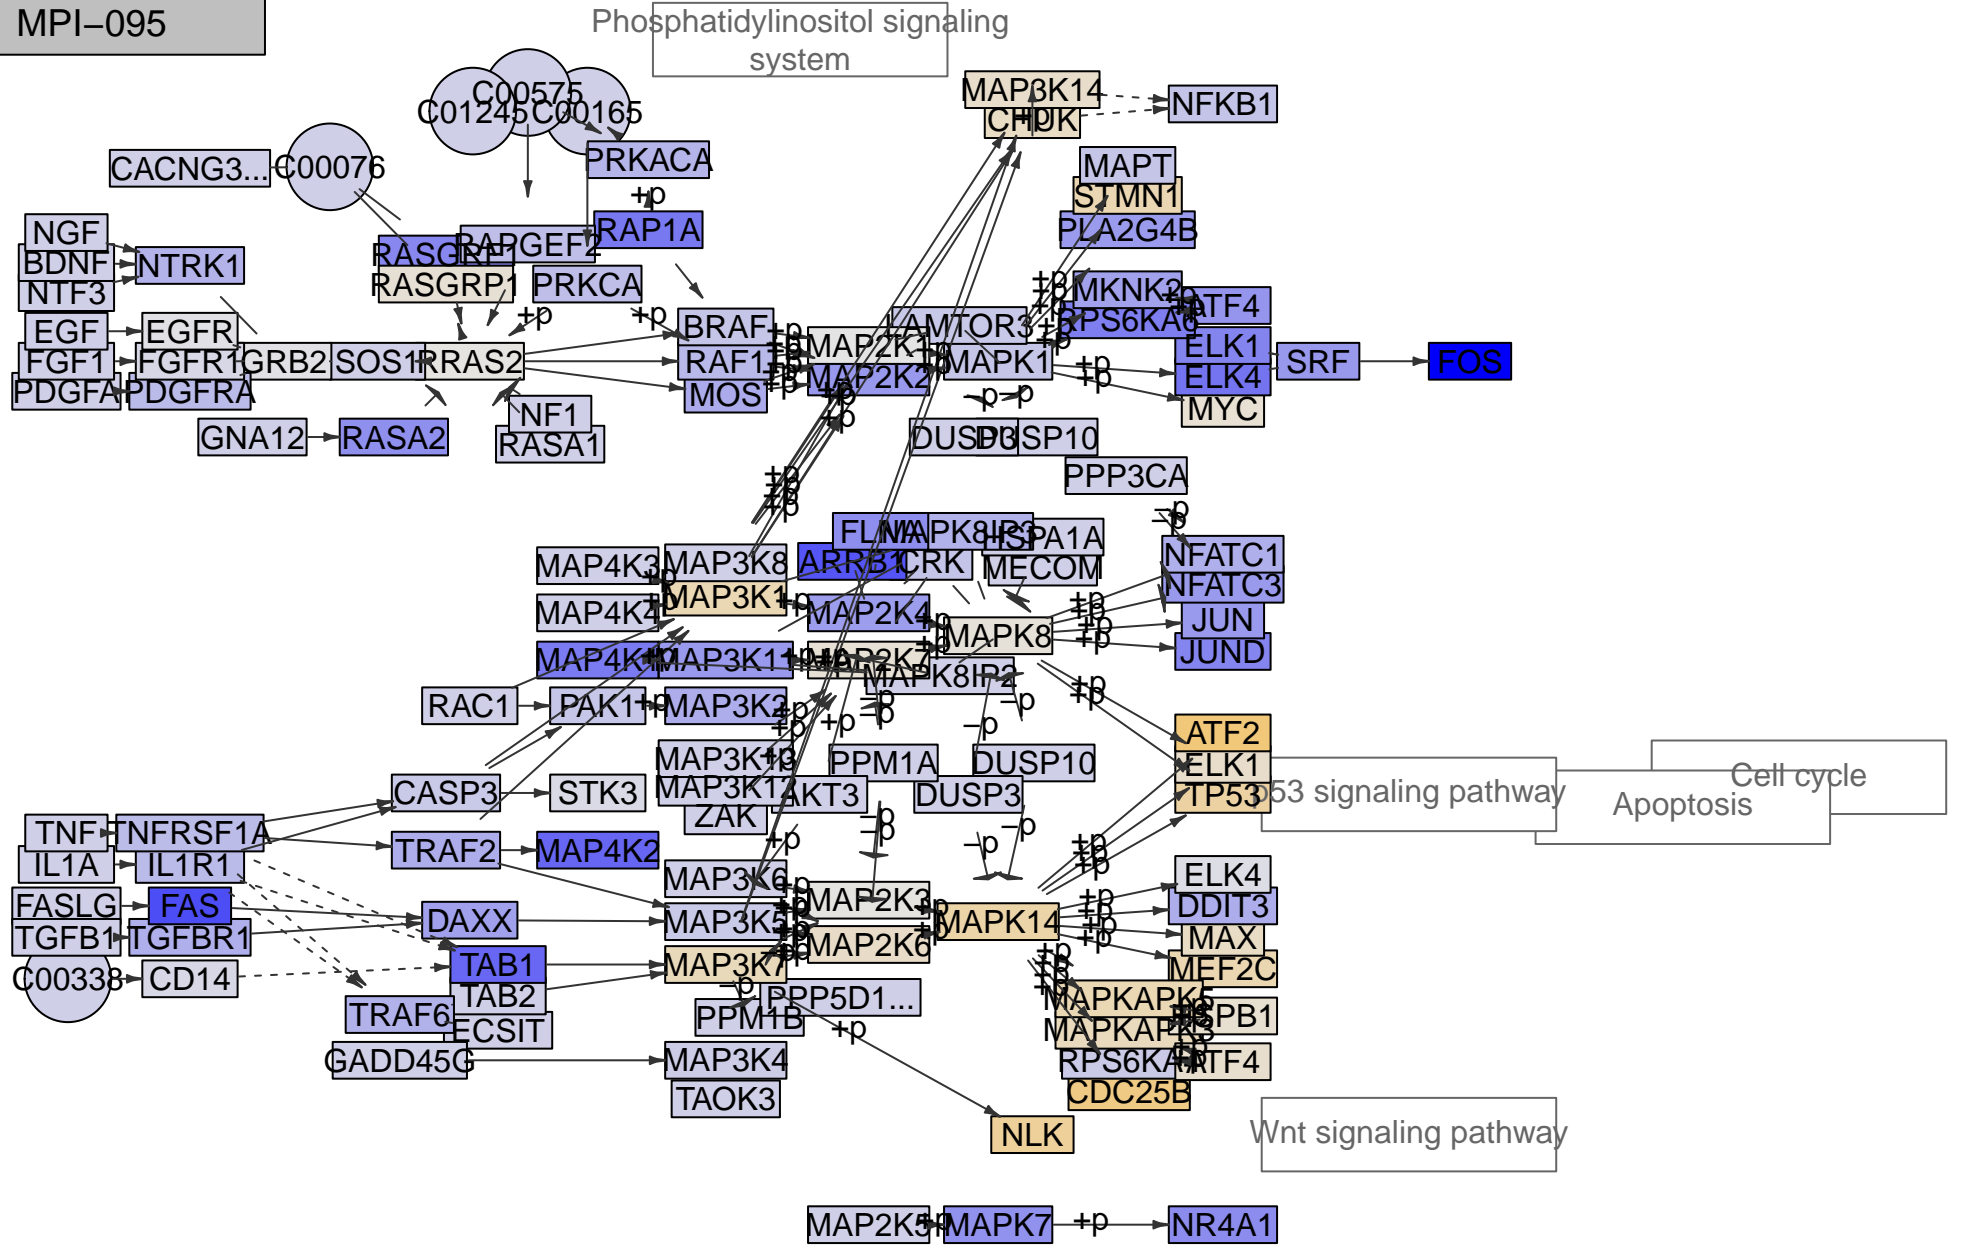 MPI−095
Phosphatidylinositol signaling
system
C00575
C01245
C00165
MAP3K14
CHUK
+p
NFKB1
CACNG3...
C00076
PRKACA
+p
MAPT
STMN1
PLA2G4B
NGF
BDNF
NTF3
NTRK1
RAPGEF2
RAP1A
RASGRP1
PRKCA
+p
+p
+p
MKNK2
RPS6KA6
ATF4
EGF
EGFR
FGF1
FGFR1
GRB2
SOS1
RRAS2
PDGFA
PDGFRA
BRAF
RAF1
MOS
+p
+p
+p
MAP2K1
MAP2K2
LAMTOR3
MAPK1
+p
+p
ELK1
ELK4
MYC
SRF
FOS
GNA12
RASA2
NF1
RASA1
−p
−p
DUSP3
DUSP10
PPP3CA
+p
+p
+p
−p
−p
FLNA
MAPK8IP3
HSPA1A
ARRB1
CRK
MECOM
NFATC1
NFATC3
MAP4K3
+p
MAP3K8
MAP4K4
+p
MAP3K1
+p
MAP2K4
+p
MAPK8
+p
+p
+p
+p
JUN
JUND
MAP3K11
MAP2K7
MAPK8IP2
RAC1
PAK1
+p
MAP3K2
+p
+p
+p
−p
−p
−p
−p
+p
+p
ATF2
ELK1
TP53
p53 signaling pathway
Apoptosis
Cell cycle
MAP3K13
+p
MAP3K12
ZAK
AKT3
PPM1A
DUSP10
DUSP3
CASP3
STK3
TNF
TNFRSF1A
IL1A
IL1R1
TRAF2
MAP4K2
+p
−p
−p
−p
−p
+p
+p
+p
FASLG
FAS
TGFB1
TGFBR1
DAXX
MAP3K6
MAP3K5
MAP3K7
+p
+p
MAP2K3
MAP2K6
+p
+p
MAPK14
+p
+p
+p
+p
ELK4
DDIT3
MAX
MEF2C
C00338
CD14
TAB1
TAB2
ECSIT
TRAF6
GADD45G
−p
PPP5D1...
PPM1B
+p
MAP3K4
TAOK3
MAPKAPK5
MAPKAPK3
CDC25B
ATF4
NLK
Wnt signaling pathway
MAP2K5
+p
MAPK7
+p
NR4A1